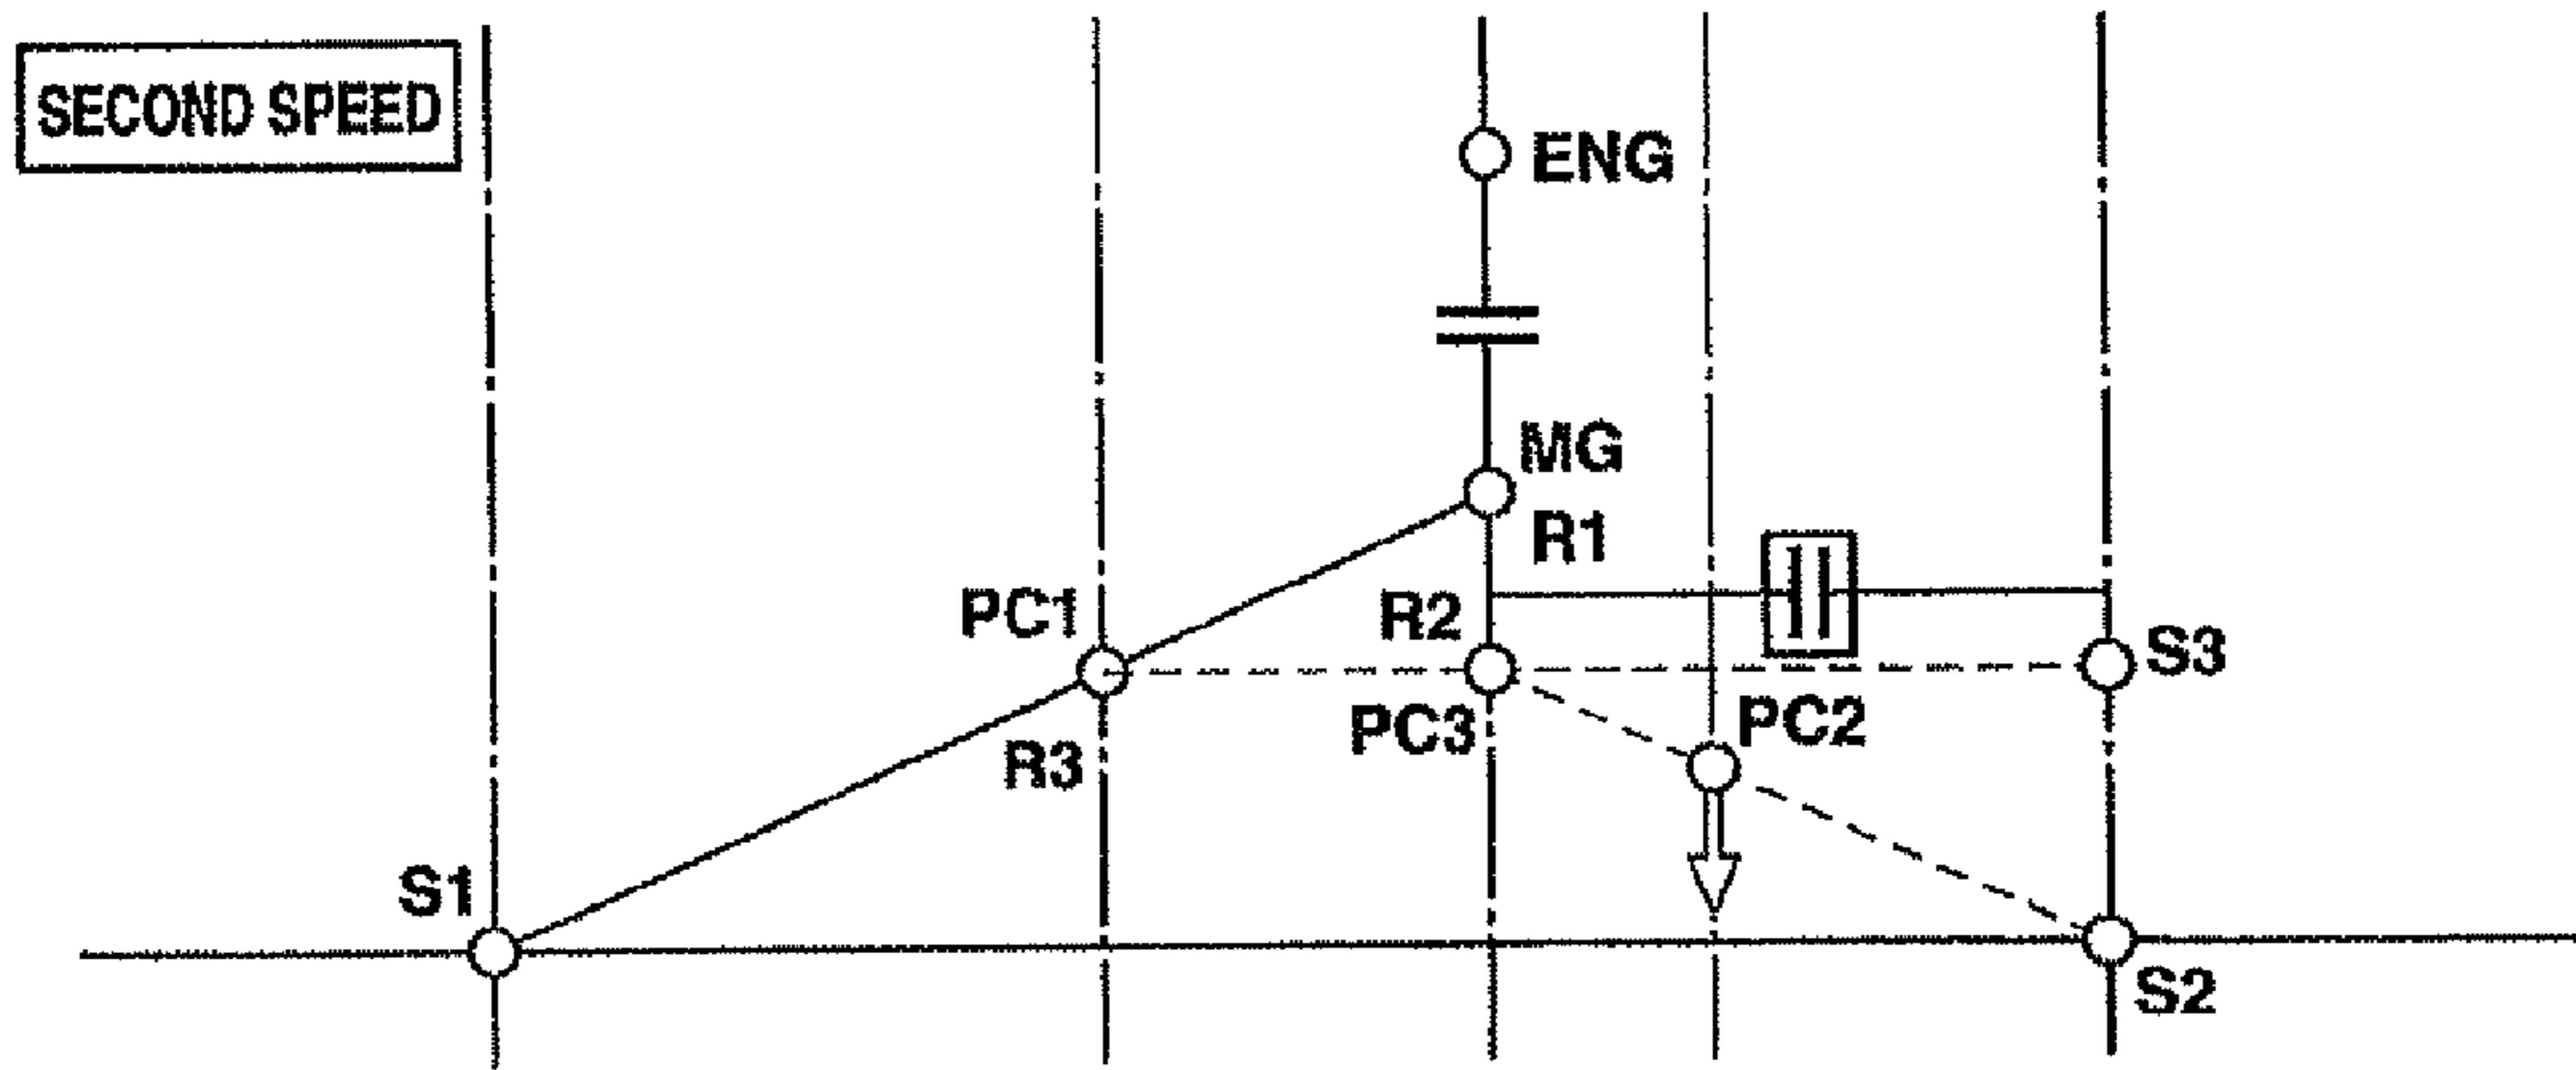 SECOND SPEED
ENG
MG
R1
PC1
R2
S3
PC3
PC2
R3
S1
S2